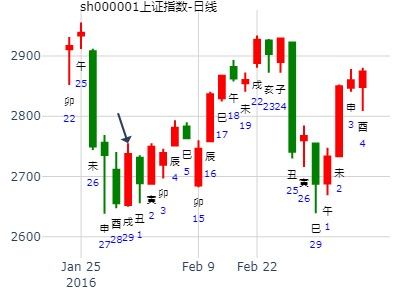 sh000001上证指数-日线
2900
2800
2700
2600
卯
22
午
25
未
26
申
27
酉
28
戌
29
丑
1
寅
2
卯
3
辰
4
巳
5
卯
15
辰
16
巳
17
午
18
未
19
戌
22
亥
23
子
24
丑
25
寅
26
巳
29
午
1
未
2
申
3
酉
4
Jan 25
2016
Feb 9
Feb 22